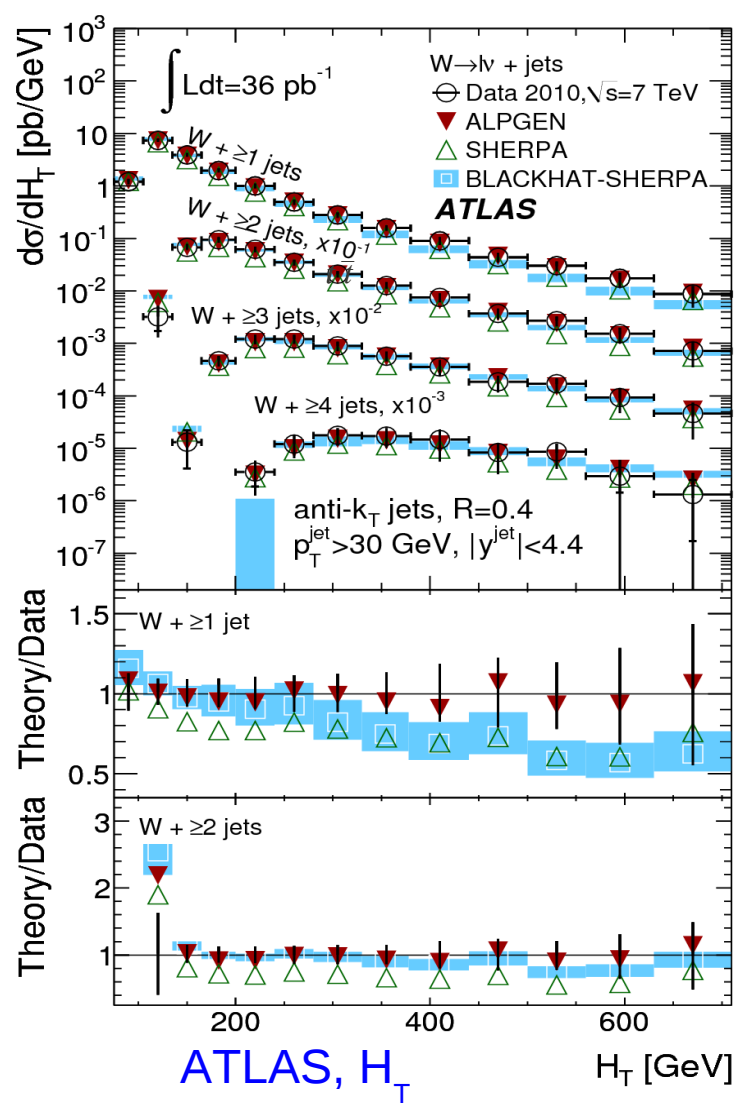 10³
10²
10
1
10⁻¹
10⁻²
10⁻³
10⁻⁴
10⁻⁵
10⁻⁶
10⁻⁷
dσ/dH_T [pb/GeV]
∫ Ldt=36 pb⁻¹
W→lν + jets
Data 2010,√s=7 TeV
ALPGEN
SHERPA
BLACKHAT-SHERPA
ATLAS
W + ≥1 jets
W + ≥2 jets, x10⁻¹
W + ≥3 jets, x10⁻²
W + ≥4 jets, x10⁻³
anti-k_T jets, R=0.4
p_T^jet>30 GeV, |y^jet|<4.4
Theory/Data
1.5
1
0.5
W + ≥1 jet
Theory/Data
3
2
1
W + ≥2 jets
200
400
600
ATLAS, H_T
H_T [GeV]